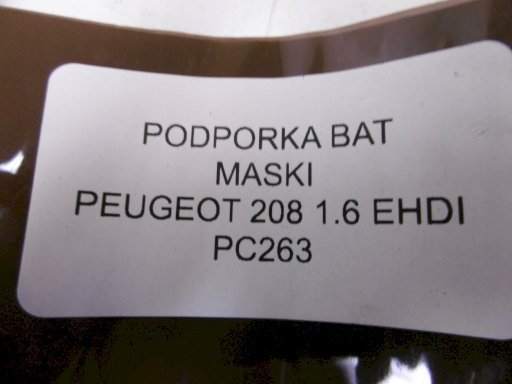 PODPORKA BAT
MASKI
PEUGEOT 208 1.6 EHDI
PC263